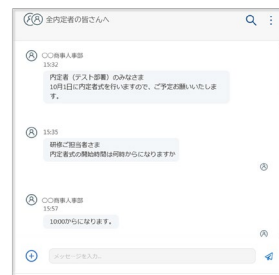 全内定者の皆さんへ
〇〇商事人事部
15:32
内定者（テスト部署）のみなさま
10月1日に内定者式を行いますので、ご予定お願いいたしま
す。
15:35
研修ご担当者さま
内定者式の開始時間は何時からになりますか
〇〇商事人事部
15:57
10:00からになります。
メッセージを入力...